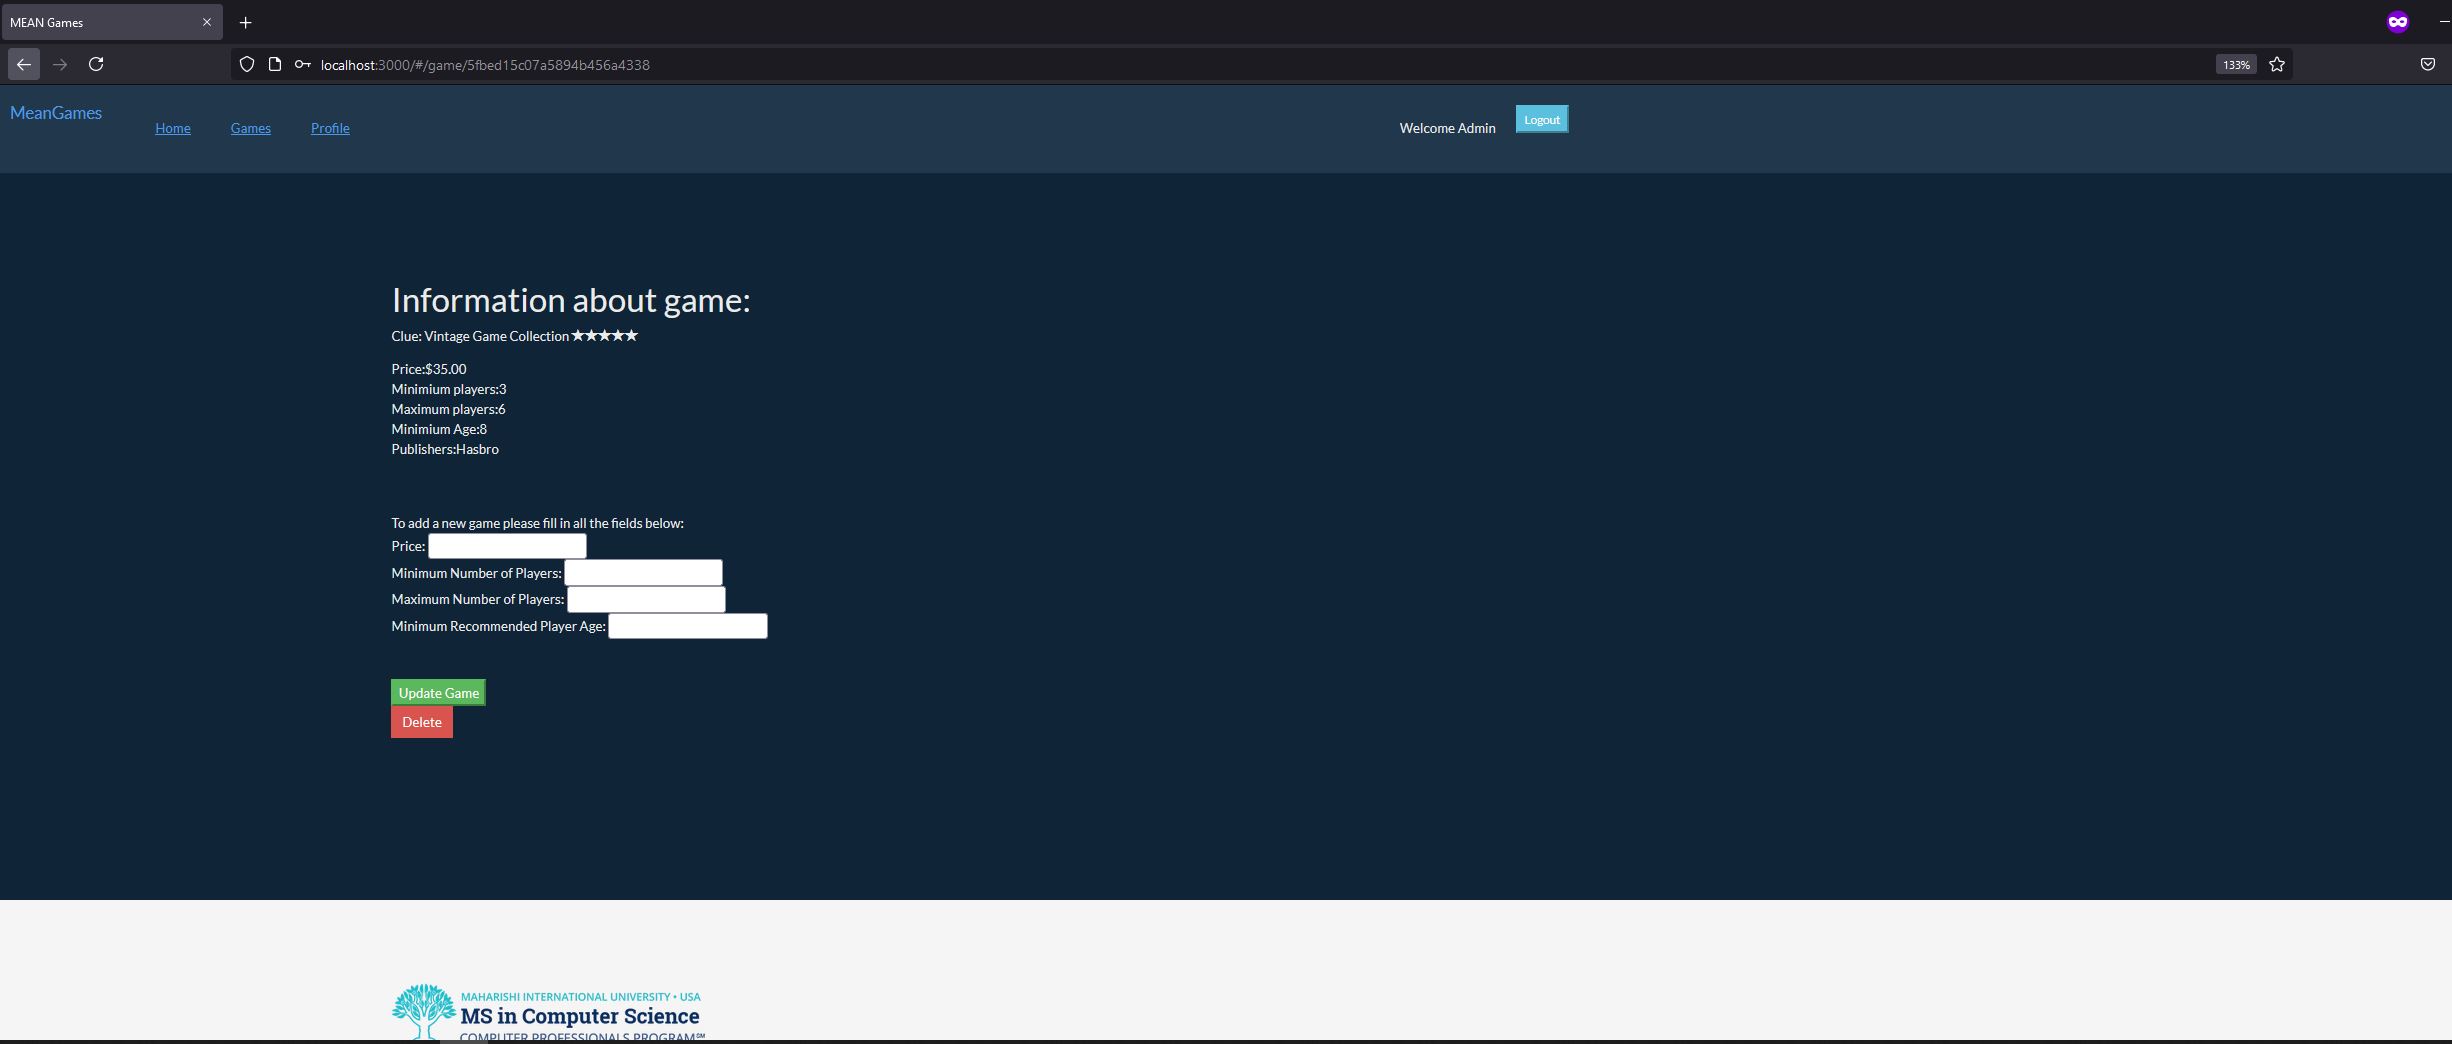 MEAN Games
localhost:3000/#/game/5fbed15c07a5894b456a4338
133%
MeanGames
Home Games Profile
Welcome Admin Logout
Information about game:
Clue: Vintage Game Collection ★★★★★
Price:$35.00
Minimium players:3
Maximum players:6
Minimium Age:8
Publishers:Hasbro
To add a new game please fill in all the fields below:
Price:
Minimum Number of Players:
Maximum Number of Players:
Minimum Recommended Player Age:
Update Game
Delete
MAHARISHI INTERNATIONAL UNIVERSITY • USA
MS in Computer Science
COMPUTER PROFESSIONALS PROGRAM℠